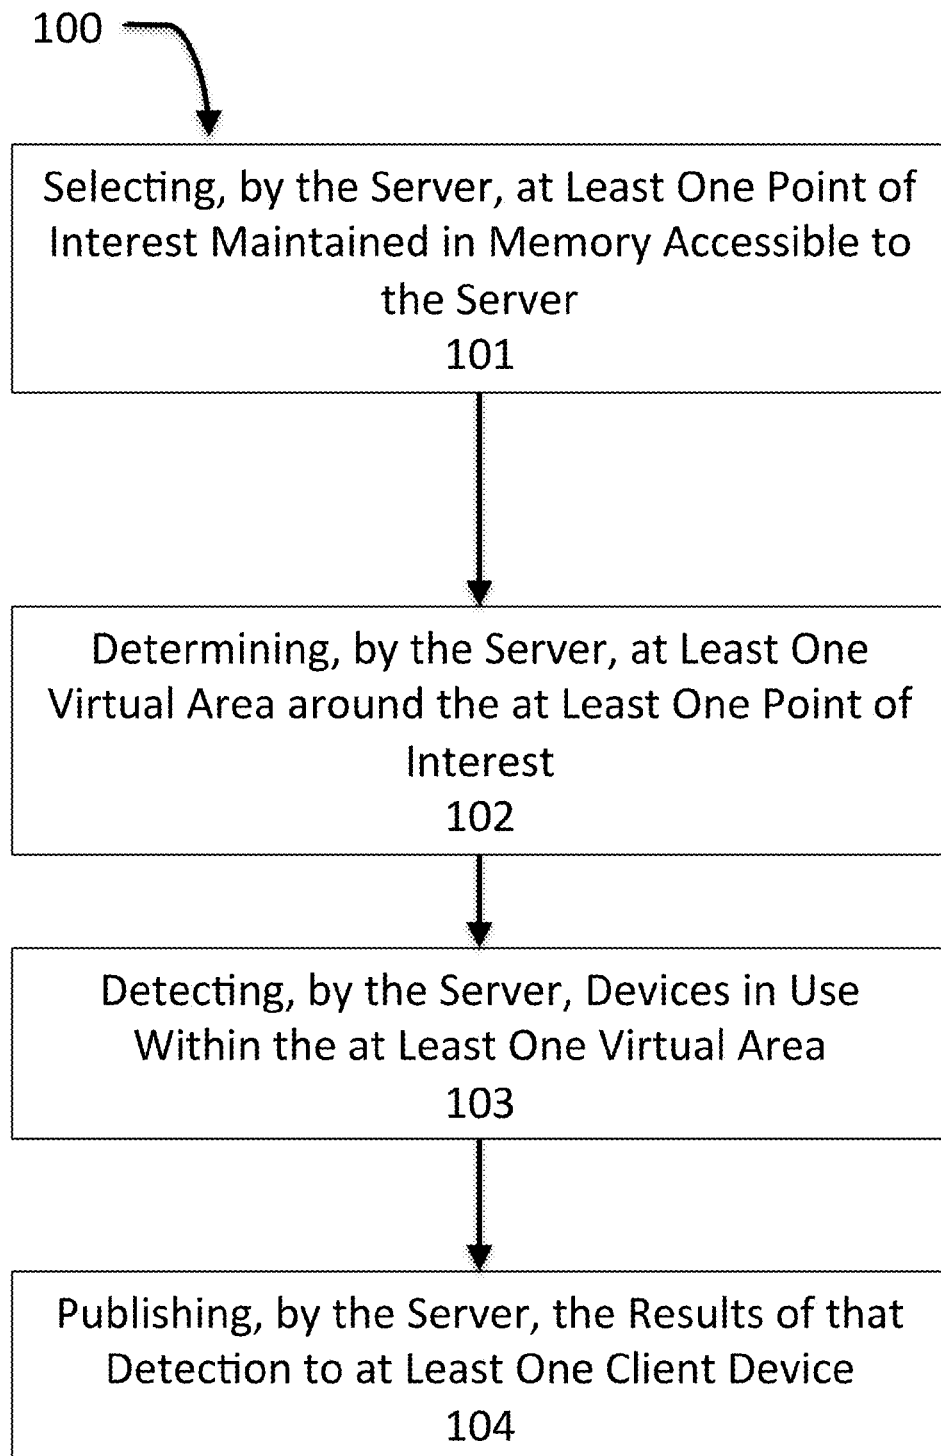 100
Selecting, by the Server, at Least One Point of
Interest Maintained in Memory Accessible to
the Server
101
Determining, by the Server, at Least One
Virtual Area around the at Least One Point of
Interest
102
Detecting, by the Server, Devices in Use
Within the at Least One Virtual Area
103
Publishing, by the Server, the Results of that
Detection to at Least One Client Device
104